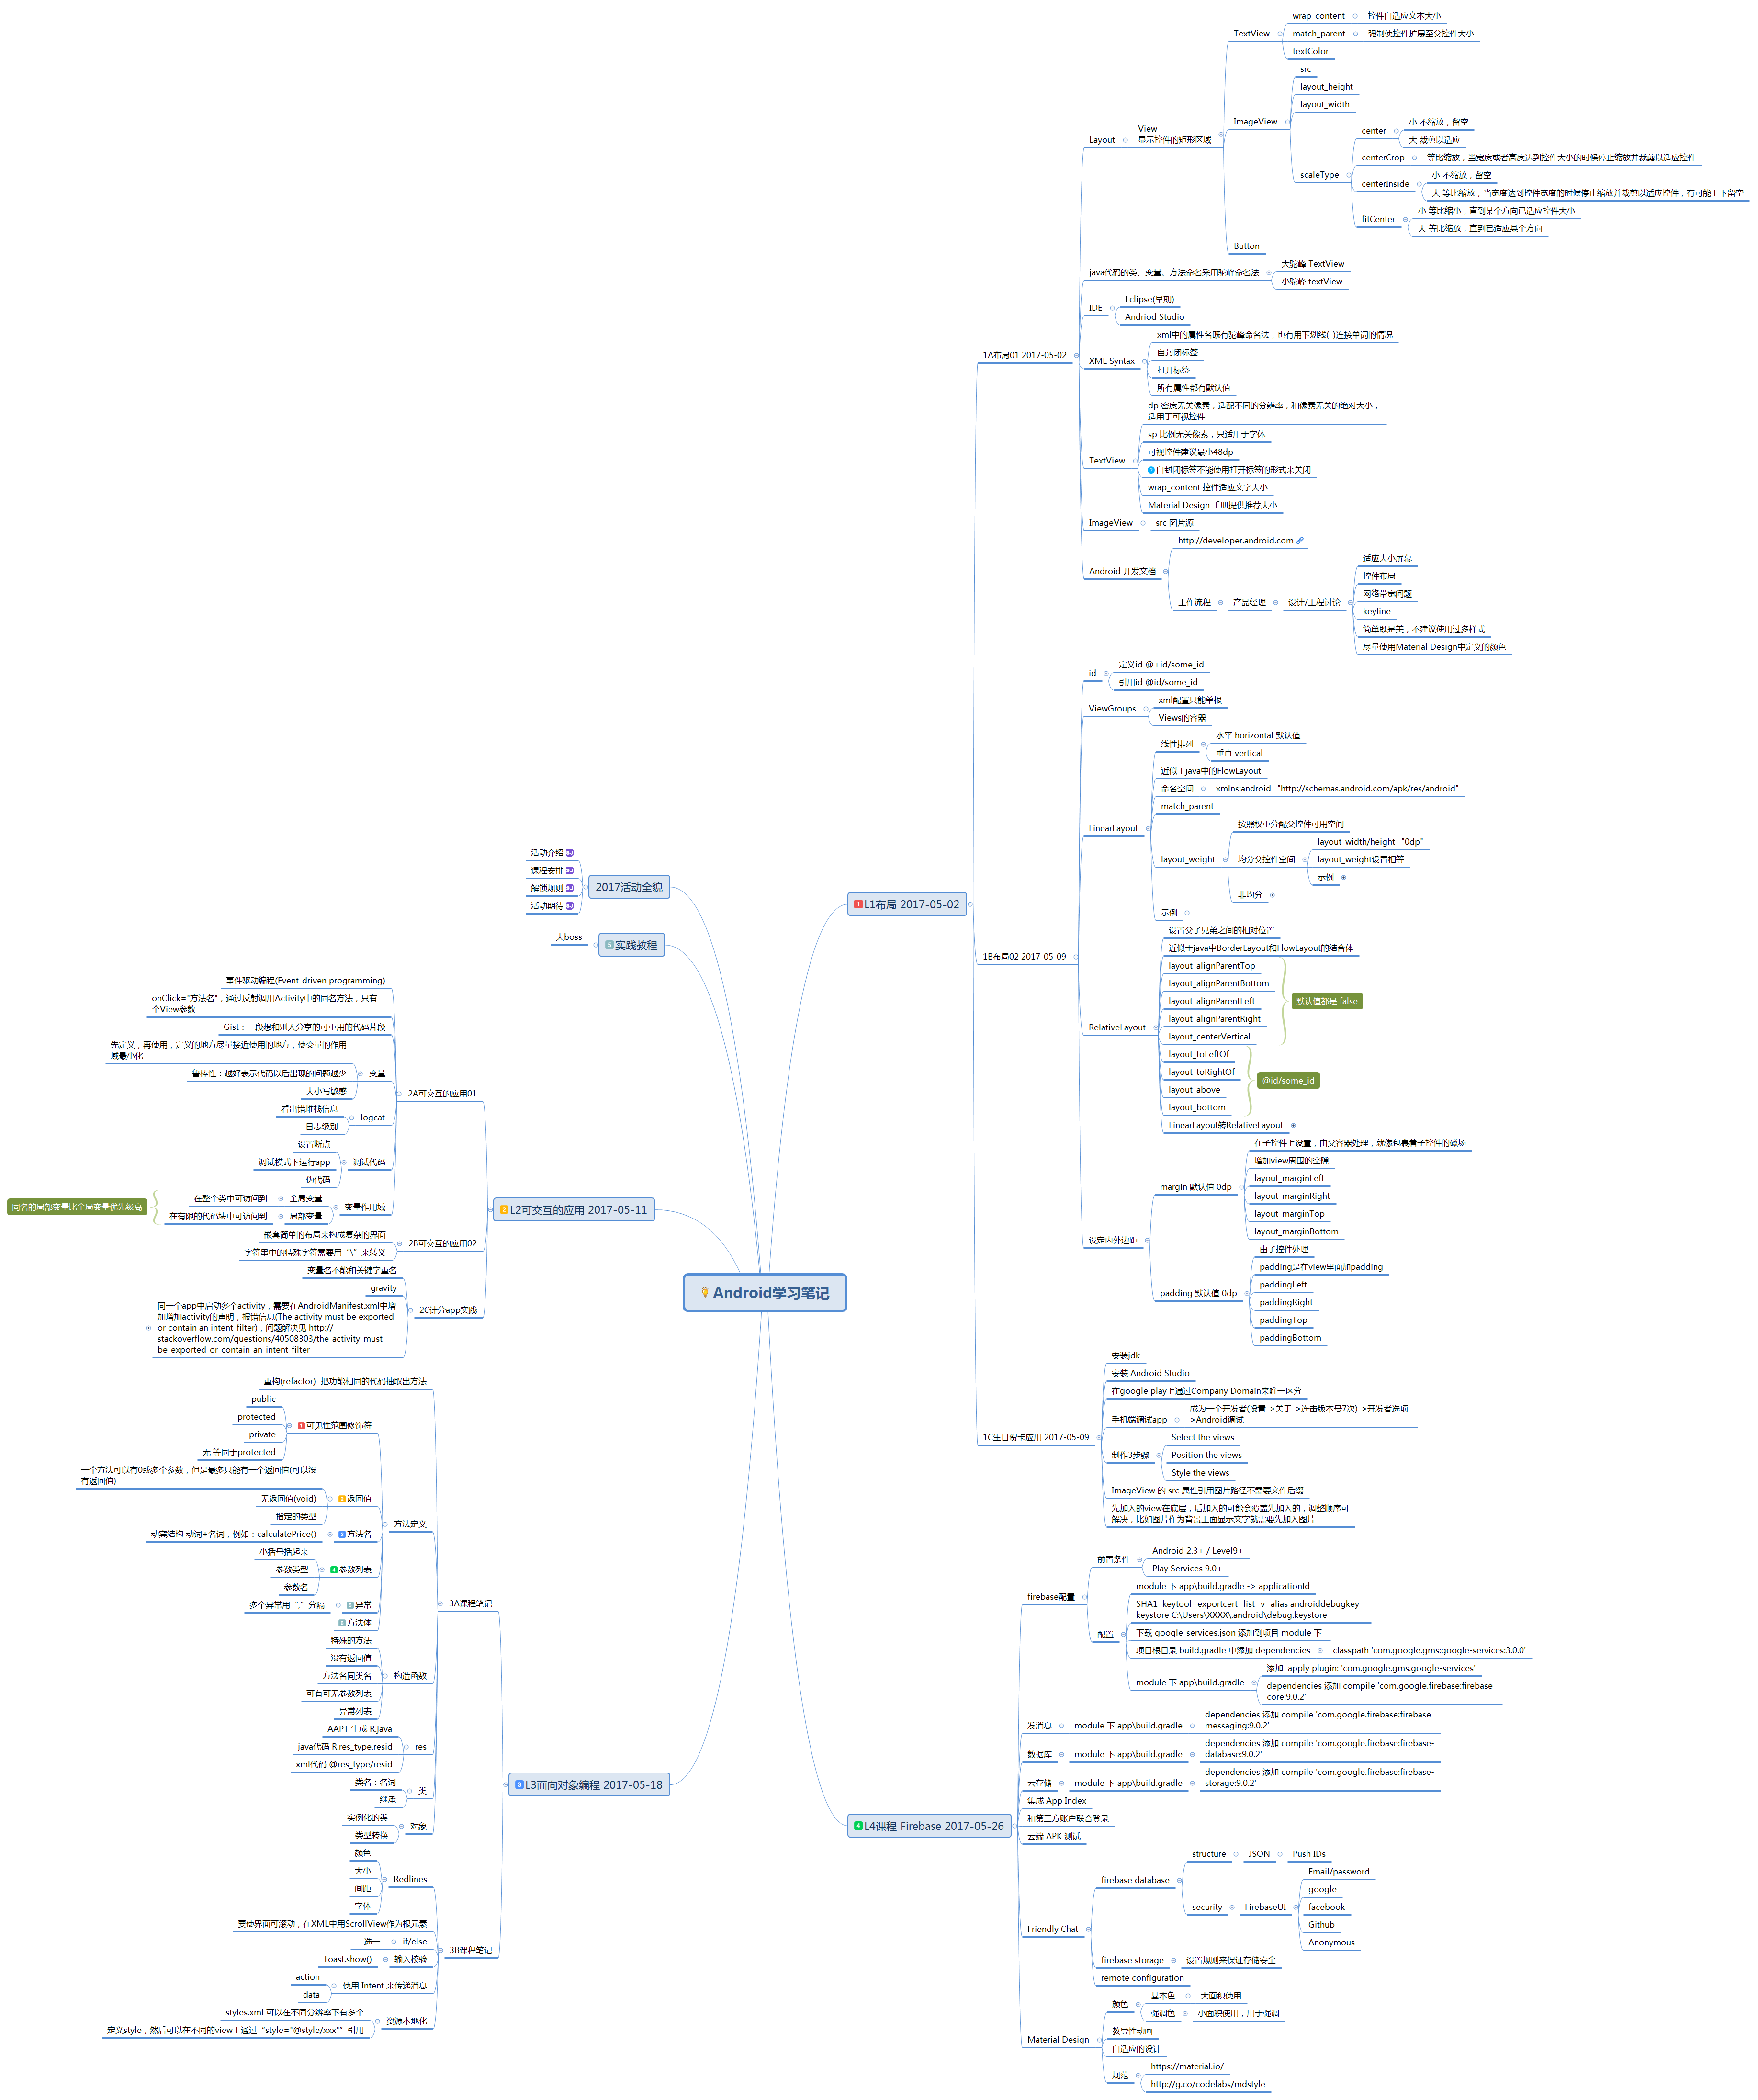 Android学习笔记
L1布局 2017-05-02
1A布局01 2017-05-02
Layout
View
显示控件的矩形区域
TextView
wrap_content
控件自适应文本大小
match_parent
强制使控件扩展至父控件大小
textColor
ImageView
src
layout_height
layout_width
scaleType
center
小 不缩放，留空
大 裁剪以适应
centerCrop
等比缩放，当宽度或者高度达到控件大小的时候停止缩放并裁剪以适应控件
centerInside
小 不缩放，留空
大 等比缩放，当宽度达到控件宽度的时候停止缩放并裁剪以适应控件，有可能上下留空
fitCenter
小 等比缩小，直到某个方向已适应控件大小
大 等比缩放，直到已适应某个方向
Button
java代码的类、变量、方法命名采用驼峰命名法
大驼峰 TextView
小驼峰 textView
IDE
Eclipse(早期)
Andriod Studio
XML Syntax
xml中的属性名既有驼峰命名法，也有用下划线(_)连接单词的情况
自封闭标签
打开标签
所有属性都有默认值
TextView
dp 密度无关像素，适配不同的分辨率，和像素无关的绝对大小，
适用于可视控件
sp 比例无关像素，只适用于字体
可视控件建议最小48dp
自封闭标签不能使用打开标签的形式来关闭
wrap_content 控件适应文字大小
Material Design 手册提供推荐大小
ImageView
src 图片源
Android 开发文档
http://developer.android.com
工作流程
产品经理
设计/工程讨论
适应大小屏幕
控件布局
网络带宽问题
keyline
简单既是美，不建议使用过多样式
尽量使用Material Design中定义的颜色
1B布局02 2017-05-09
id
定义id @+id/some_id
引用id @id/some_id
ViewGroups
xml配置只能单根
Views的容器
LinearLayout
线性排列
水平 horizontal 默认值
垂直 vertical
近似于java中的FlowLayout
命名空间
xmlns:android="http://schemas.android.com/apk/res/android"
match_parent
layout_weight
按照权重分配父控件可用空间
均分父控件空间
layout_width/height="0dp"
layout_weight设置相等
示例
非均分
示例
RelativeLayout
设置父子兄弟之间的相对位置
近似于java中BorderLayout和FlowLayout的结合体
layout_alignParentTop
layout_alignParentBottom
layout_alignParentLeft
layout_alignParentRight
layout_centerVertical
默认值都是 false
layout_toLeftOf
layout_toRightOf
layout_above
layout_bottom
@id/some_id
LinearLayout转RelativeLayout
设定内外边距
margin 默认值 0dp
在子控件上设置，由父容器处理，就像包裹着子控件的磁场
增加view周围的空隙
layout_marginLeft
layout_marginRight
layout_marginTop
layout_marginBottom
padding 默认值 0dp
由子控件处理
padding是在view里面加padding
paddingLeft
paddingRight
paddingTop
paddingBottom
1C生日贺卡应用 2017-05-09
安装jdk
安装 Android Studio
在google play上通过Company Domain来唯一区分
手机端调试app
成为一个开发者(设置->关于->连击版本号7次)->开发者选项-
>Android调试
制作3步骤
Select the views
Position the views
Style the views
ImageView 的 src 属性引用图片路径不需要文件后缀
先加入的view在底层，后加入的可能会覆盖先加入的，调整顺序可
解决，比如图片作为背景上面显示文字就需要先加入图片
L4课程 Firebase 2017-05-26
firebase配置
前置条件
Android 2.3+ / Level9+
Play Services 9.0+
配置
module 下 app\build.gradle -> applicationId
SHA1 keytool -exportcert -list -v -alias androiddebugkey -
keystore C:\Users\XXXX\.android\debug.keystore
下载 google-services.json 添加到项目 module 下
项目根目录 build.gradle 中添加 dependencies
classpath 'com.google.gms:google-services:3.0.0'
module 下 app\build.gradle
添加 apply plugin: 'com.google.gms.google-services'
dependencies 添加 compile 'com.google.firebase:firebase-
core:9.0.2'
发消息
module 下 app\build.gradle
dependencies 添加 compile 'com.google.firebase:firebase-
messaging:9.0.2'
数据库
module 下 app\build.gradle
dependencies 添加 compile 'com.google.firebase:firebase-
database:9.0.2'
云存储
module 下 app\build.gradle
dependencies 添加 compile 'com.google.firebase:firebase-
storage:9.0.2'
集成 App Index
和第三方账户联合登录
云端 APK 测试
Friendly Chat
firebase database
structure
JSON
Push IDs
security
FirebaseUI
Email/password
google
facebook
Github
Anonymous
firebase storage
设置规则来保证存储安全
remote configuration
Material Design
颜色
基本色
大面积使用
强调色
小面积使用，用于强调
教导性动画
自适应的设计
规范
https://material.io/
http://g.co/codelabs/mdstyle
2017活动全貌
活动介绍
课程安排
解锁规则
活动期待
实践教程
大boss
L2可交互的应用 2017-05-11
2A可交互的应用01
事件驱动编程(Event-driven programming)
onClick="方法名"，通过反射调用Activity中的同名方法，只有一
个View参数
Gist：一段想和别人分享的可重用的代码片段
变量
先定义，再使用，定义的地方尽量接近使用的地方，使变量的作用
域最小化
鲁棒性：越好表示代码以后出现的问题越少
大小写敏感
logcat
看出错堆栈信息
日志级别
调试代码
设置断点
调试模式下运行app
伪代码
变量作用域
全局变量
在整个类中可访问到
局部变量
在有限的代码块中可访问到
同名的局部变量比全局变量优先级高
2B可交互的应用02
嵌套简单的布局来构成复杂的界面
字符串中的特殊字符需要用“\”来转义
2C计分app实践
变量名不能和关键字重名
gravity
同一个app中启动多个activity，需要在AndroidManifest.xml中增
加增加activity的声明，报错信息(The activity must be exported
or contain an intent-filter)，问题解决见 http://
stackoverflow.com/questions/40508303/the-activity-must-
be-exported-or-contain-an-intent-filter
L3面向对象编程 2017-05-18
3A课程笔记
重构(refactor) 把功能相同的代码抽取出方法
方法定义
可见性范围修饰符
public
protected
private
无 等同于protected
返回值
一个方法可以有0或多个参数，但是最多只能有一个返回值(可以没
有返回值)
无返回值(void)
指定的类型
方法名
动宾结构 动词+名词，例如：calculatePrice()
参数列表
小括号括起来
参数类型
参数名
异常
多个异常用“,”分隔
方法体
构造函数
特殊的方法
没有返回值
方法名同类名
可有可无参数列表
异常列表
res
AAPT 生成 R.java
java代码 R.res_type.resid
xml代码 @res_type/resid
类
类名：名词
继承
对象
实例化的类
类型转换
3B课程笔记
Redlines
颜色
大小
间距
字体
要使界面可滚动，在XML中用ScrollView作为根元素
if/else
二选一
输入校验
Toast.show()
使用 Intent 来传递消息
action
data
资源本地化
styles.xml 可以在不同分辨率下有多个
定义style，然后可以在不同的view上通过“style="@style/xxx"”引用